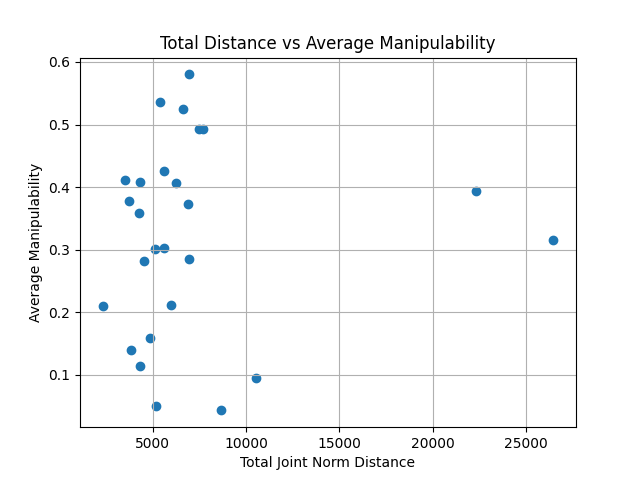 Total Distance vs Average Manipulability
0.6
0.5
0.4
0.3
0.2
0.1
Average Manipulability
5000 10000 15000 20000 25000
Total Joint Norm Distance